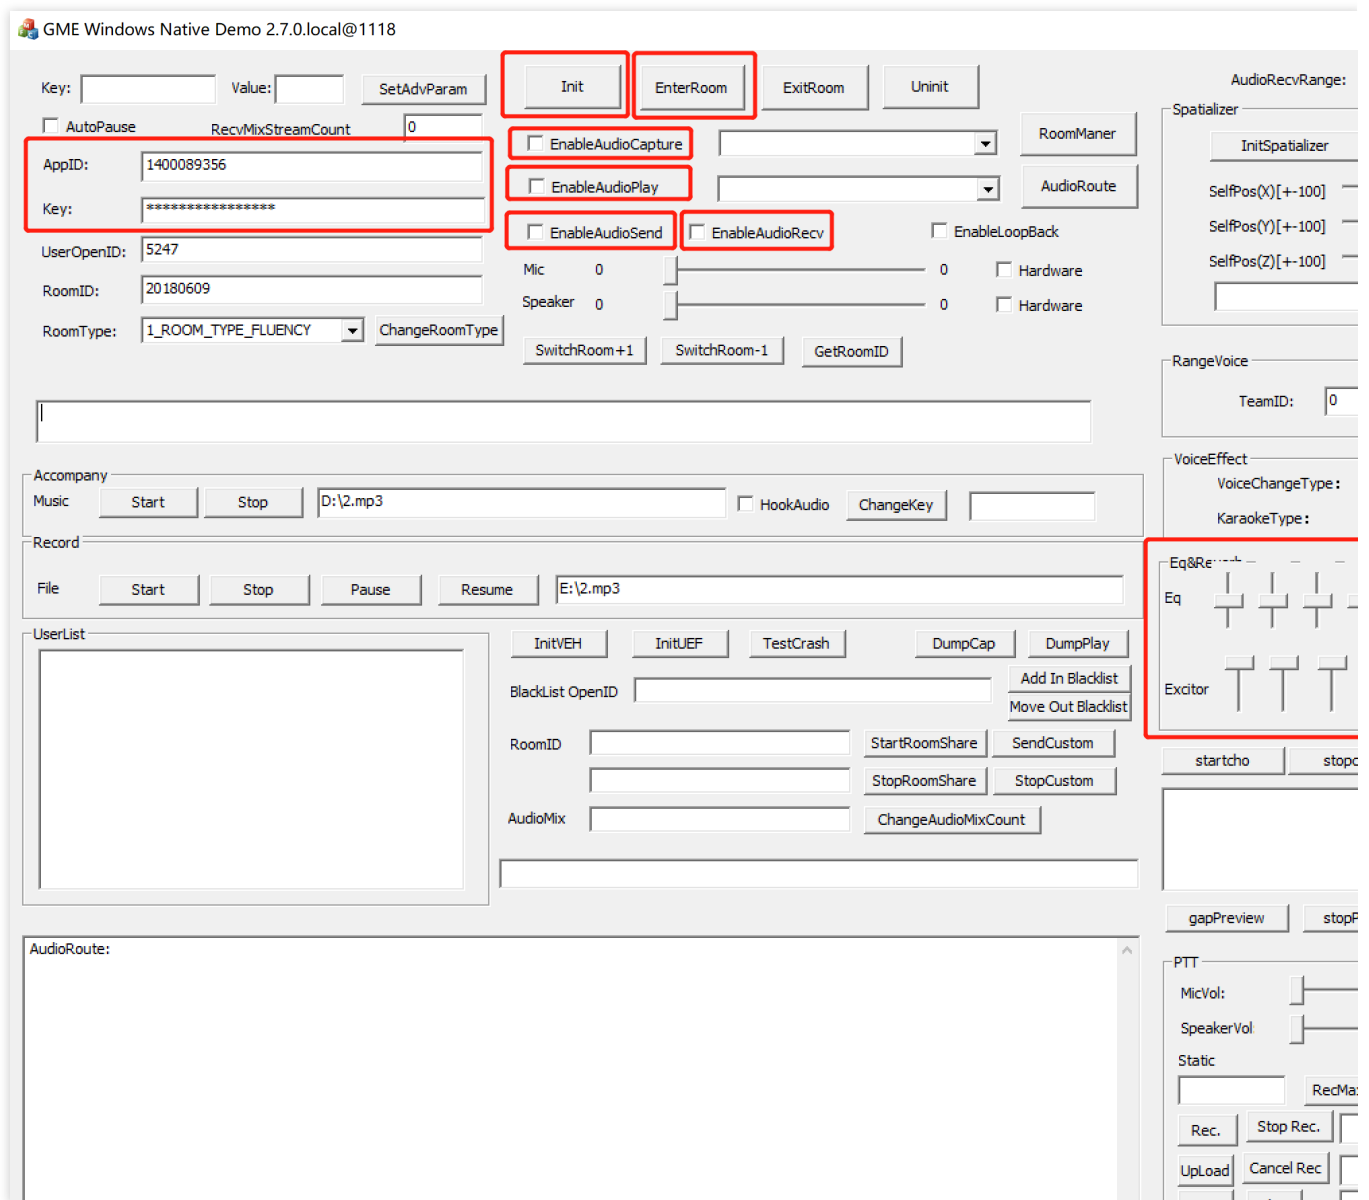 GME Windows Native Demo 2.7.0.local@1118
Key: Value: SetAdvParam Init EnterRoom ExitRoom Uninit AudioRecvRange:
AutoPause RecvMixStreamCount 0
Spatializer
AppID: 1400089356
EnableAudioCapture RoomManer InitSpatializer
Key: ****************
EnableAudioPlay AudioRoute SelfPos(X)[+-100]
UserOpenID: 5247
EnableAudioSend EnableAudioRecv EnableLoopBack SelfPos(Y)[+-100]
Mic 0 0 Hardware SelfPos(Z)[+-100]
RoomID: 20180609
Speaker 0 0 Hardware
RoomType: 1_ROOM_TYPE_FLUENCY ChangeRoomType
SwitchRoom+1 SwitchRoom-1 GetRoomID
RangeVoice
TeamID: 0
VoiceEffect
VoiceChangeType:
KaraokeType:
Accompany
Music Start Stop D:\2.mp3 HookAudio ChangeKey
Record
File Start Stop Pause Resume E:\2.mp3
Eq
Excitor
UserList
InitVEH InitUEF TestCrash DumpCap DumpPlay
BlackList OpenID Add In Blacklist
Move Out Blacklist
RoomID StartRoomShare SendCustom
StopRoomShare StopCustom
AudioMix ChangeAudioMixCount
startcho
gapPreview
AudioRoute:
PTT
MicVol:
SpeakerVol
Static
Rec. Stop Rec.
UpLoad Cancel Rec